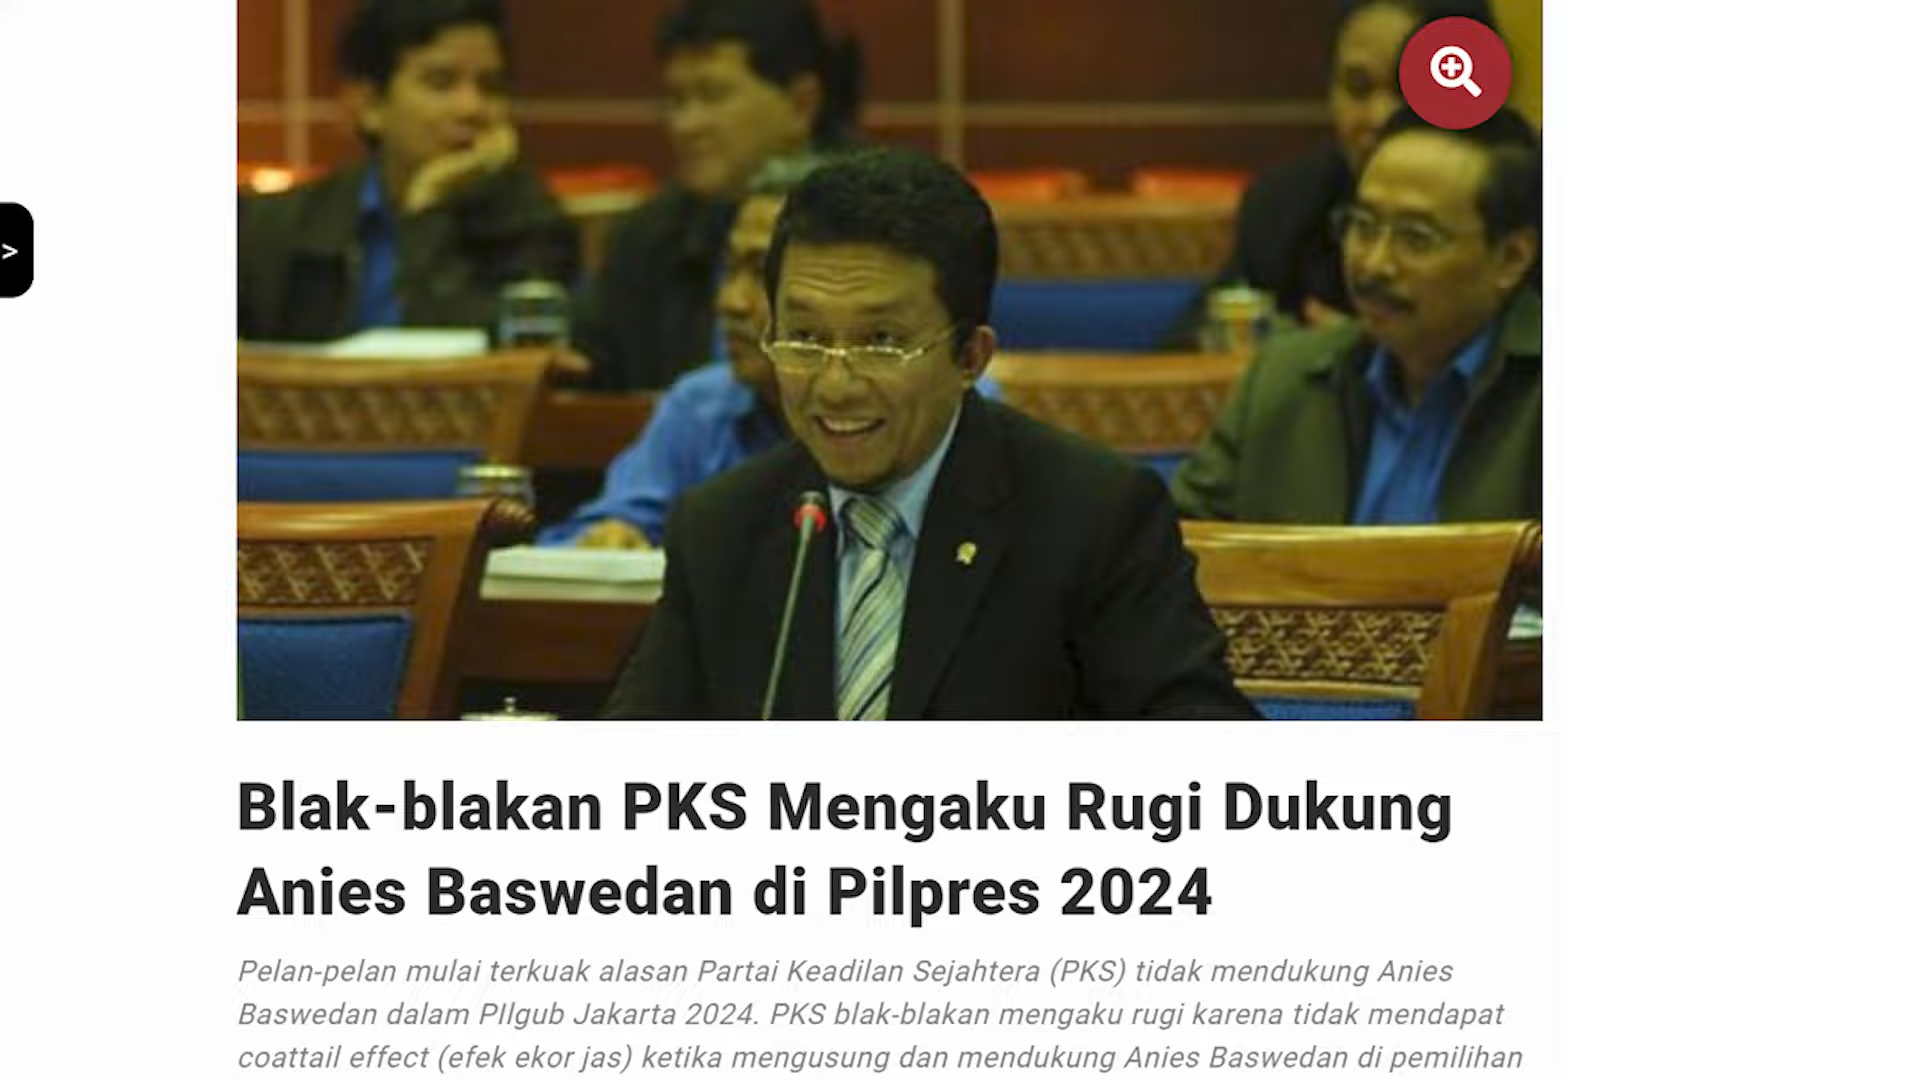 >
Blak-blakan PKS Mengaku Rugi Dukung
Anies Baswedan di Pilpres 2024
Pelan-pelan mulai terkuak alasan Partai Keadilan Sejahtera (PKS) tidak mendukung Anies
Baswedan dalam PIlgub Jakarta 2024. PKS blak-blakan mengaku rugi karena tidak mendapat
coattail effect (efek ekor jas) ketika mengusung dan mendukung Anies Baswedan di pemilihan